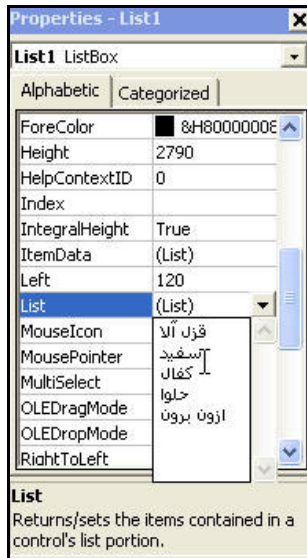 Properties - List1
List1 ListBox
Alphabetic Categorized
ForeColor &H80000008
Height 2790
HelpContextID 0
Index
IntegralHeight True
ItemData (List)
Left 120
List (List)
MouseIcon قزل آلا
MousePointer سفید
MultiSelect کفال
OLEDragMode حلوا
OLEDropMode ازون برون
RightToLeft
List
Returns/sets the items contained in a
control's list portion.